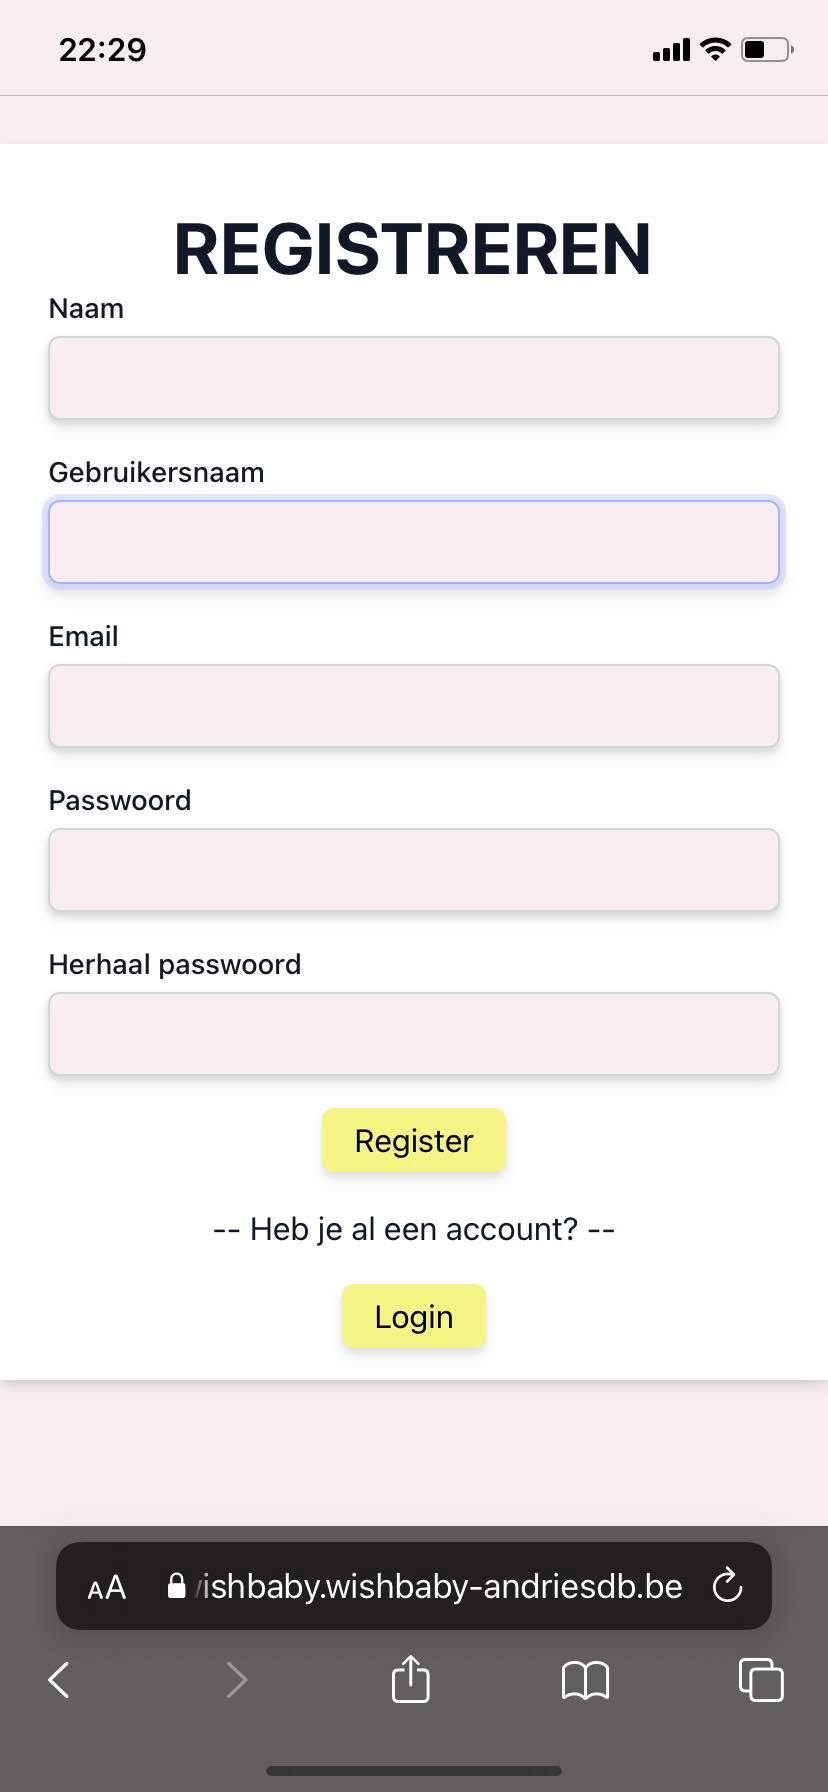 22:29
REGISTREREN
Naam
Gebruikersnaam
Email
Passwoord
Herhaal passwoord
Register
-- Heb je al een account? --
Login
AA ishbaby.wishbaby-andriesdb.be